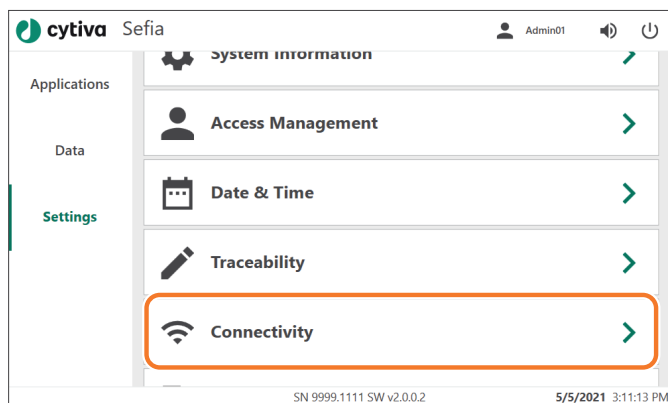 cytiva Sefia Admin01
System Information
Applications
Access Management
Data
Date & Time
Settings
Traceability
Connectivity
SN 9999.1111 SW v2.0.0.2 5/5/2021 3:11:13 PM